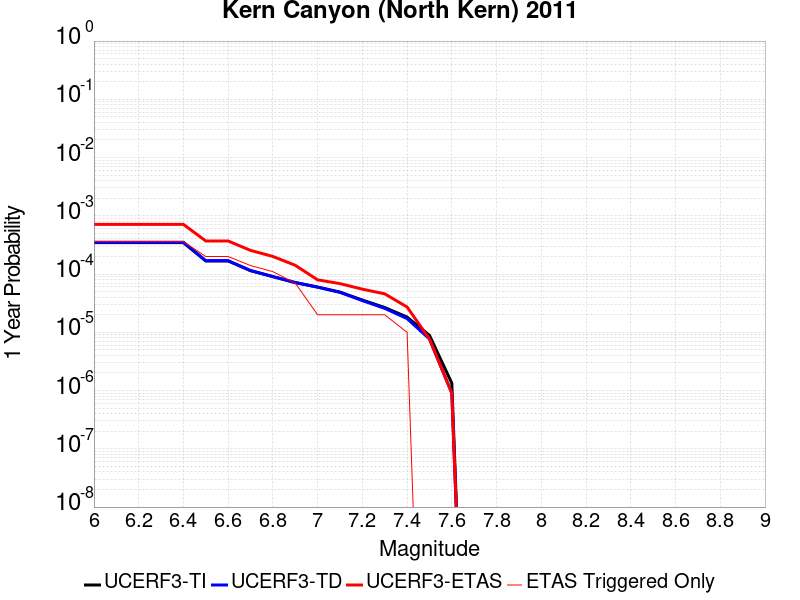 Kern Canyon (North Kern) 2011
10^0
10^-1
10^-2
10^-3
10^-4
10^-5
10^-6
10^-7
10^-8
1 Year Probability
6 6.2 6.4 6.6 6.8 7 7.2 7.4 7.6 7.8 8 8.2 8.4 8.6 8.8 9
Magnitude
UCERF3-TI UCERF3-TD UCERF3-ETAS ETAS Triggered Only